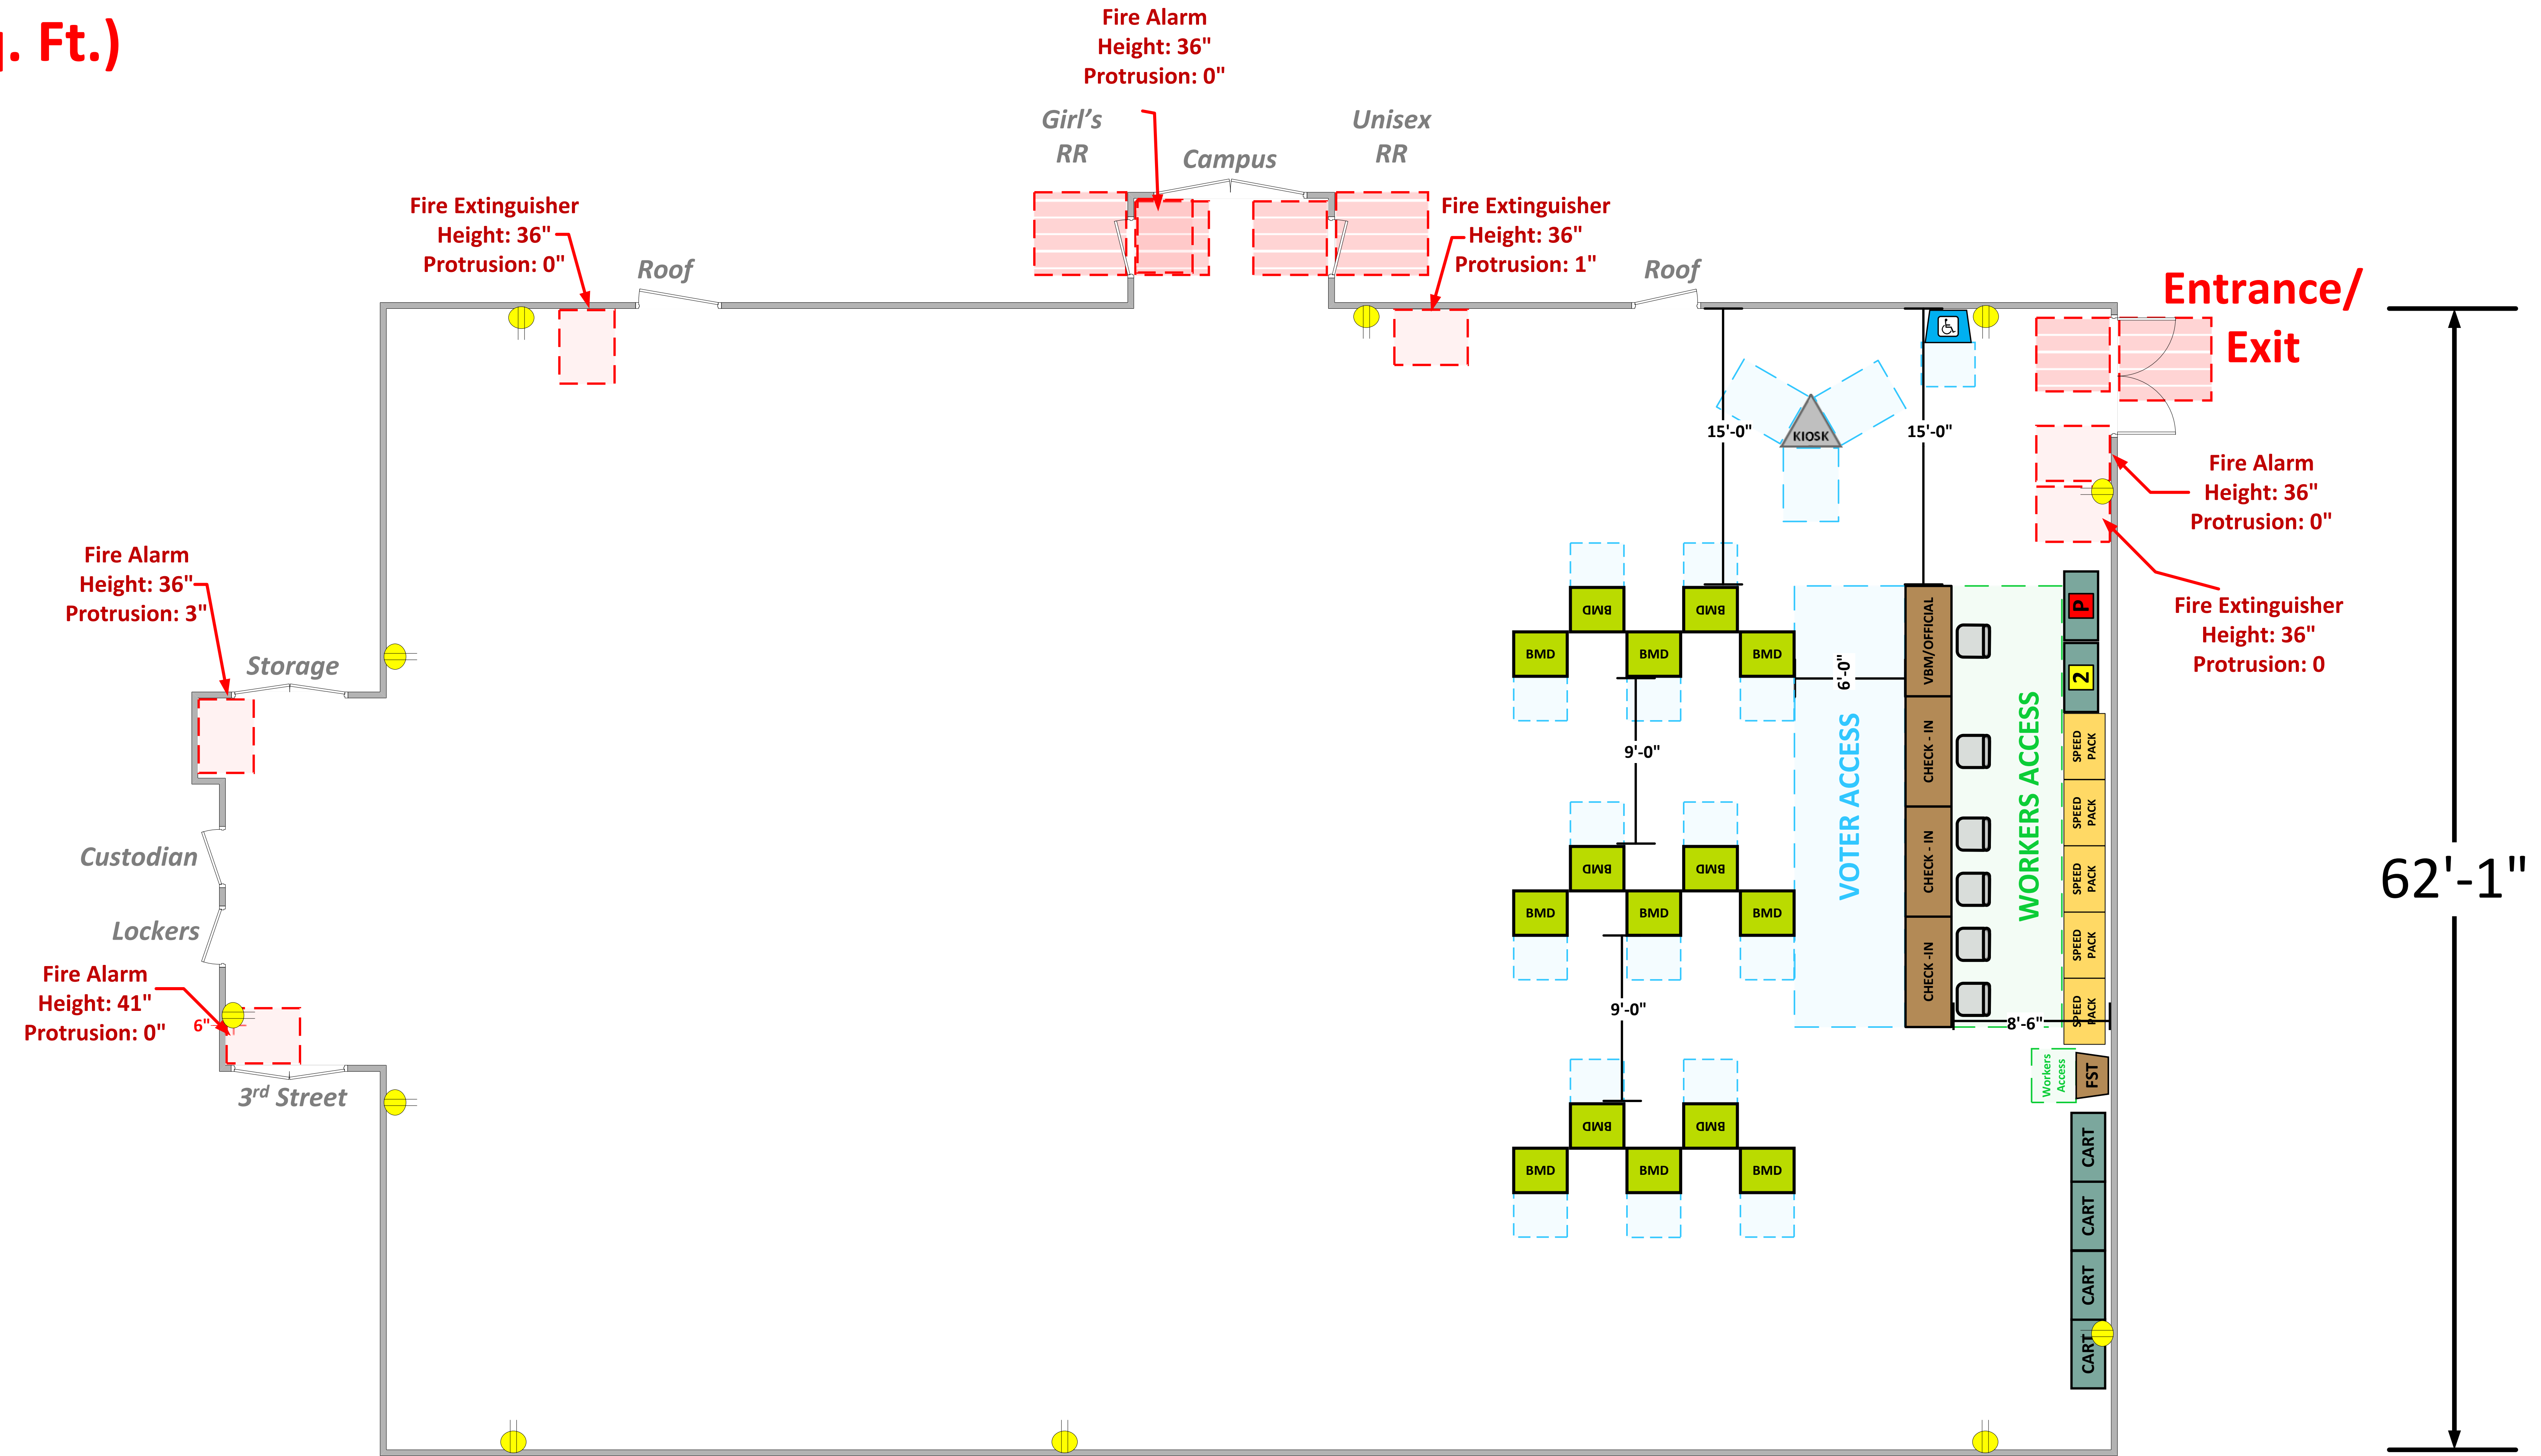 . Ft.)
Fire Alarm
Height: 36"
Protrusion: 0"
Girl's
RR
Campus
Unisex
RR
Fire Extinguisher
Height: 36"
Protrusion: 0"
Roof
Fire Extinguisher
Height: 36"
Protrusion: 1"
Roof
Entrance/
Exit
15'-0"
KIOSK
15'-0"
Fire Alarm
Height: 36"
Protrusion: 0"
Fire Extinguisher
Height: 36"
Protrusion: 0
Fire Alarm
Height: 36"
Protrusion: 3"
Storage
Custodian
Lockers
Fire Alarm
Height: 41"
Protrusion: 0"
6"
3rd Street
BMD
BMD
BMD
BMD
BMD
9'-0"
BMD
BMD
BMD
BMD
BMD
9'-0"
BMD
BMD
BMD
BMD
BMD
6'-0"
VOTER ACCESS
VBM/OFFICIAL
CHECK - IN
CHECK - IN
CHECK -IN
WORKERS ACCESS
8'-6"
P
2
SPEED
PACK
SPEED
PACK
SPEED
PACK
SPEED
PACK
SPEED
PACK
Workers
Access
FST
CART
CART
CART
CART
62'-1"